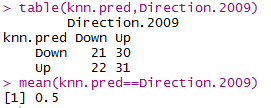 > table(knn.pred,Direction.2009)
        Direction.2009
knn.pred Down Up
    Down   21 30
    Up     22 31
> mean(knn.pred==Direction.2009)
[1] 0.5